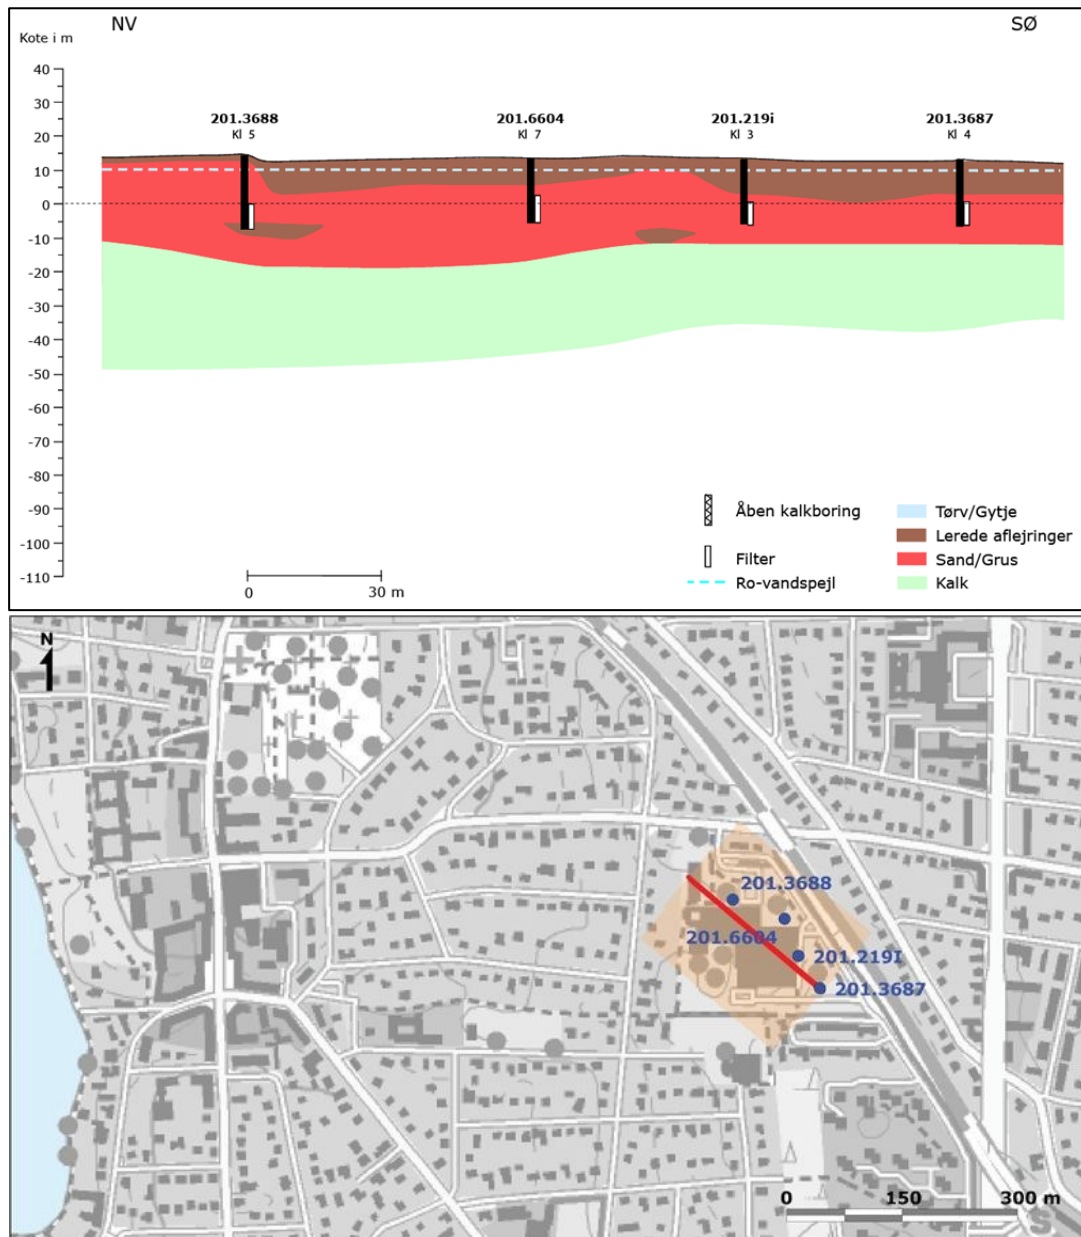 NV SØ
Kote i m
40
30
20
10
0
-10
-20
-30
-40
-50
-60
-70
-80
-90
-100
-110
201.3688 201.6604 201.219i 201.3687
Kl 5 Kl 7 Kl 3 Kl 4
Åben kalkboring
Filter
Ro-vandspejl
Tørv/Gytje
Lerede aflejringer
Sand/Grus
Kalk
0 30 m
N
201.3688
201.6604
201.219I
201.3687
0 150 300 m
S